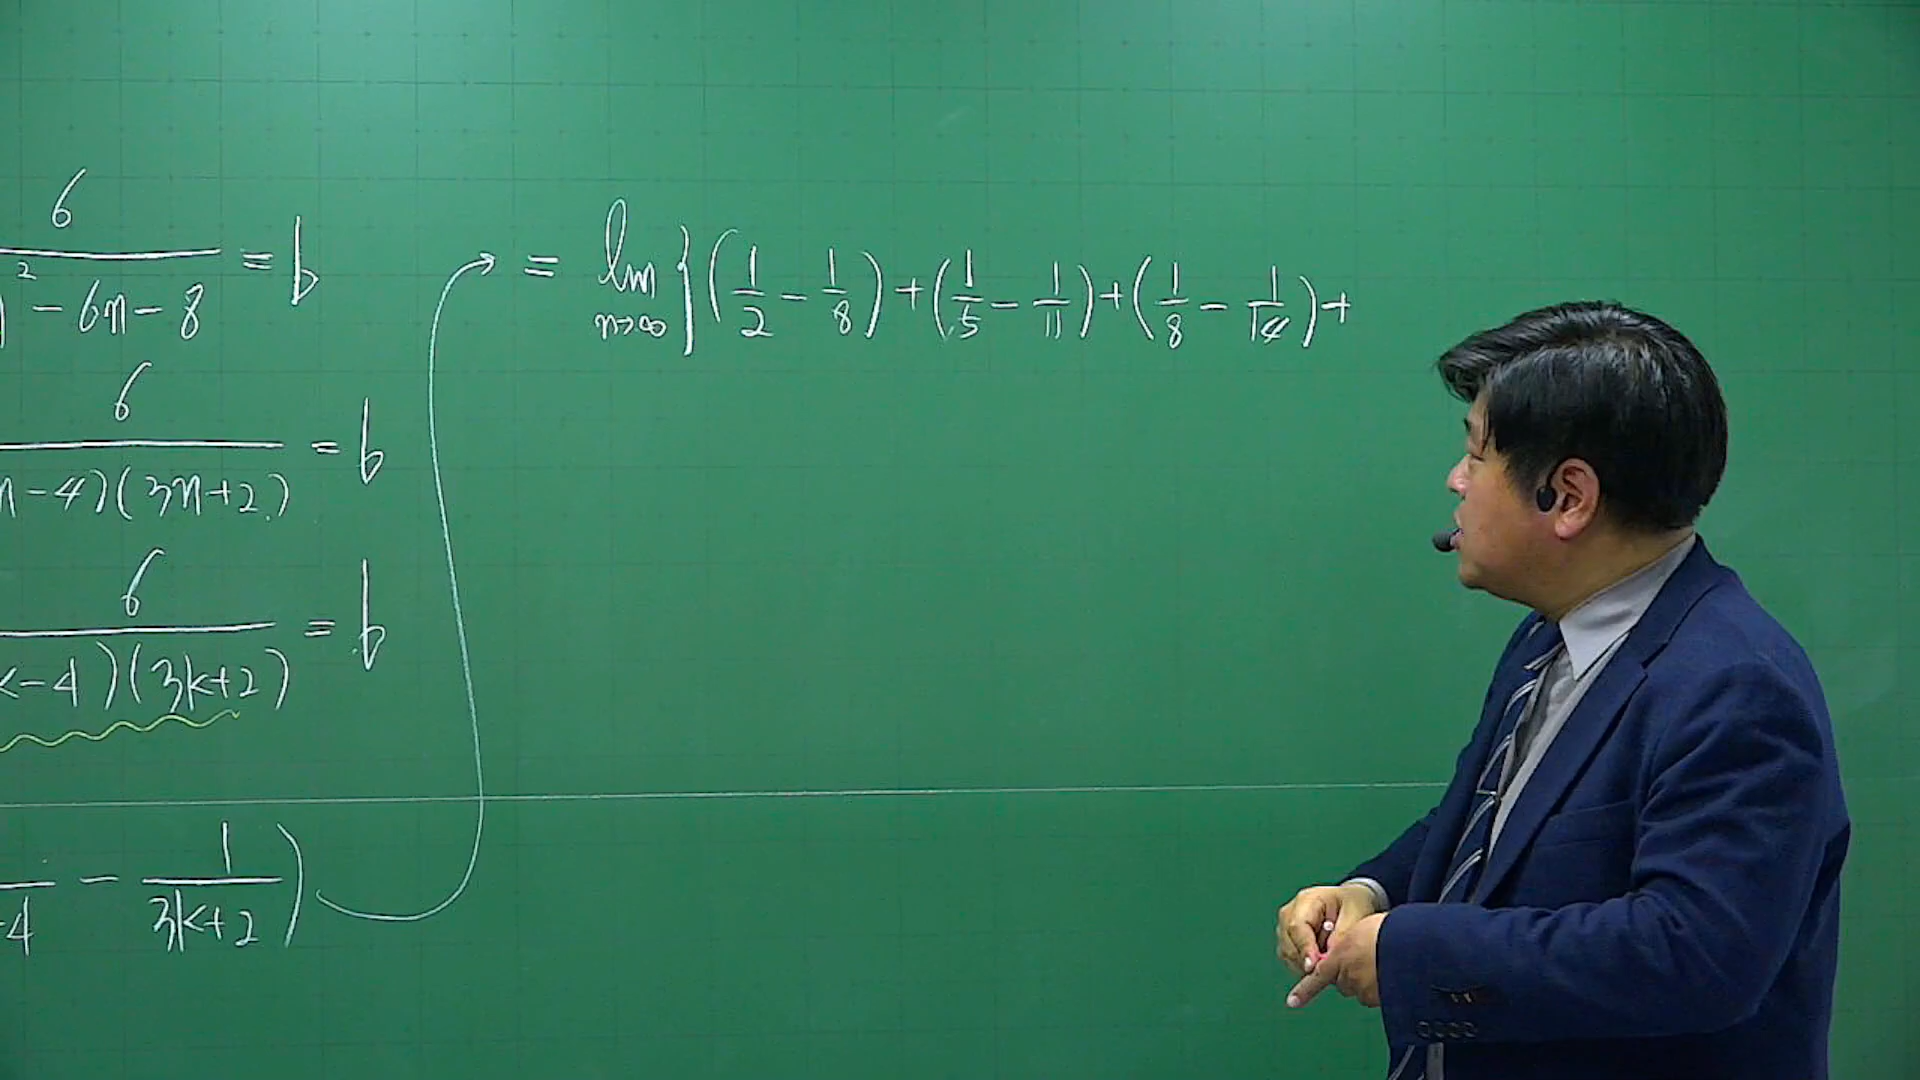 6
² - 6n - 8 = b
6
n-4)(3n+2) = b
6
k-4)(3k+2) = b
-4 - 1/(3k+2) )
= lim n→∞ { (1/2 - 1/8) + (1/5 - 1/11) + (1/8 - 1/14) +